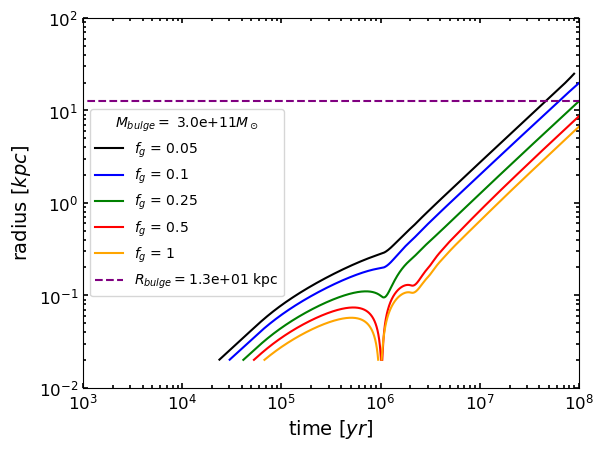 10²
10¹
10⁰
10⁻¹
10⁻²
radius [kpc]
M_bulge = 3.0e+11M_⊙
f_g = 0.05
f_g = 0.1
f_g = 0.25
f_g = 0.5
f_g = 1
R_bulge = 1.3e+01 kpc
10³ 10⁴ 10⁵ 10⁶ 10⁷ 10⁸
time [yr]